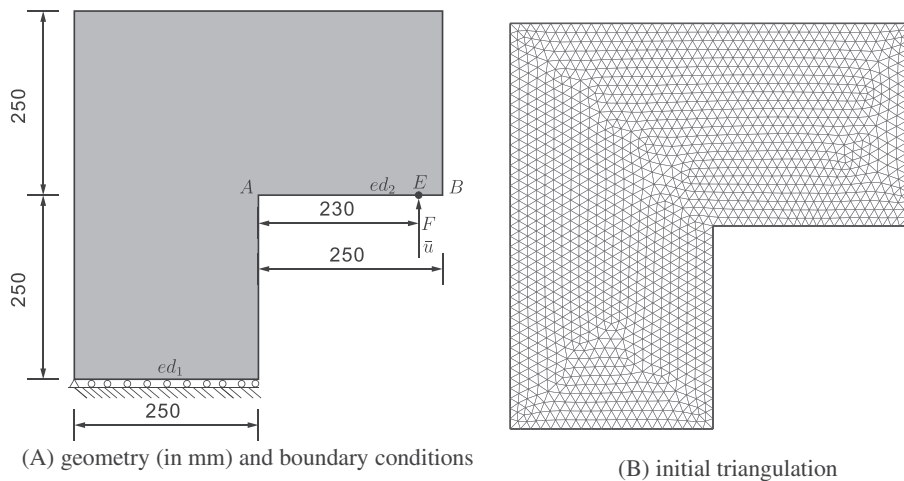 250
A
ed₂
E
B
230
F
ū
250
250
ed₁
250
(A) geometry (in mm) and boundary conditions
(B) initial triangulation